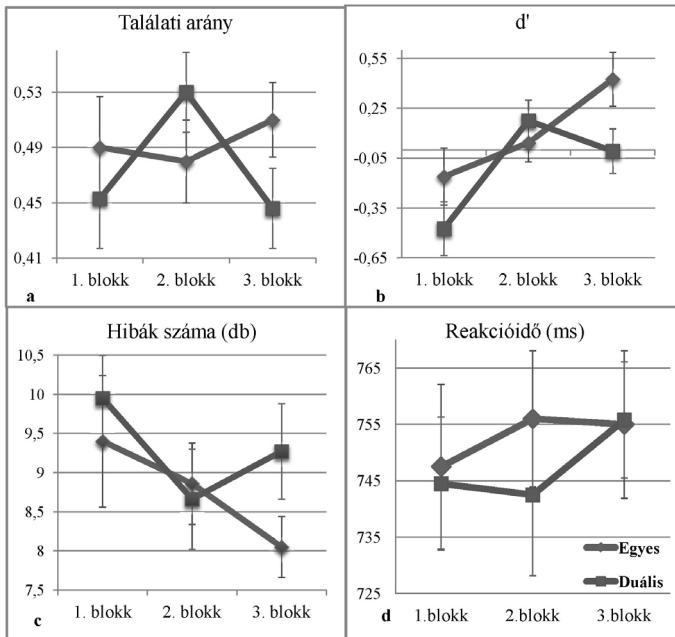 Találati arány
0,53
0,49
0,45
0,41
1. blokk 2. blokk 3. blokk
a
d'
0,55
0,25
-0,05
-0,35
-0,65
1. blokk 2. blokk 3. blokk
b
Hibák száma (db)
10,5
10
9,5
9
8,5
8
7,5
1. blokk 2. blokk 3. blokk
c
Reakcióidő (ms)
765
755
745
735
725
Egyes
Duális
1.blokk 2.blokk 3.blokk
d